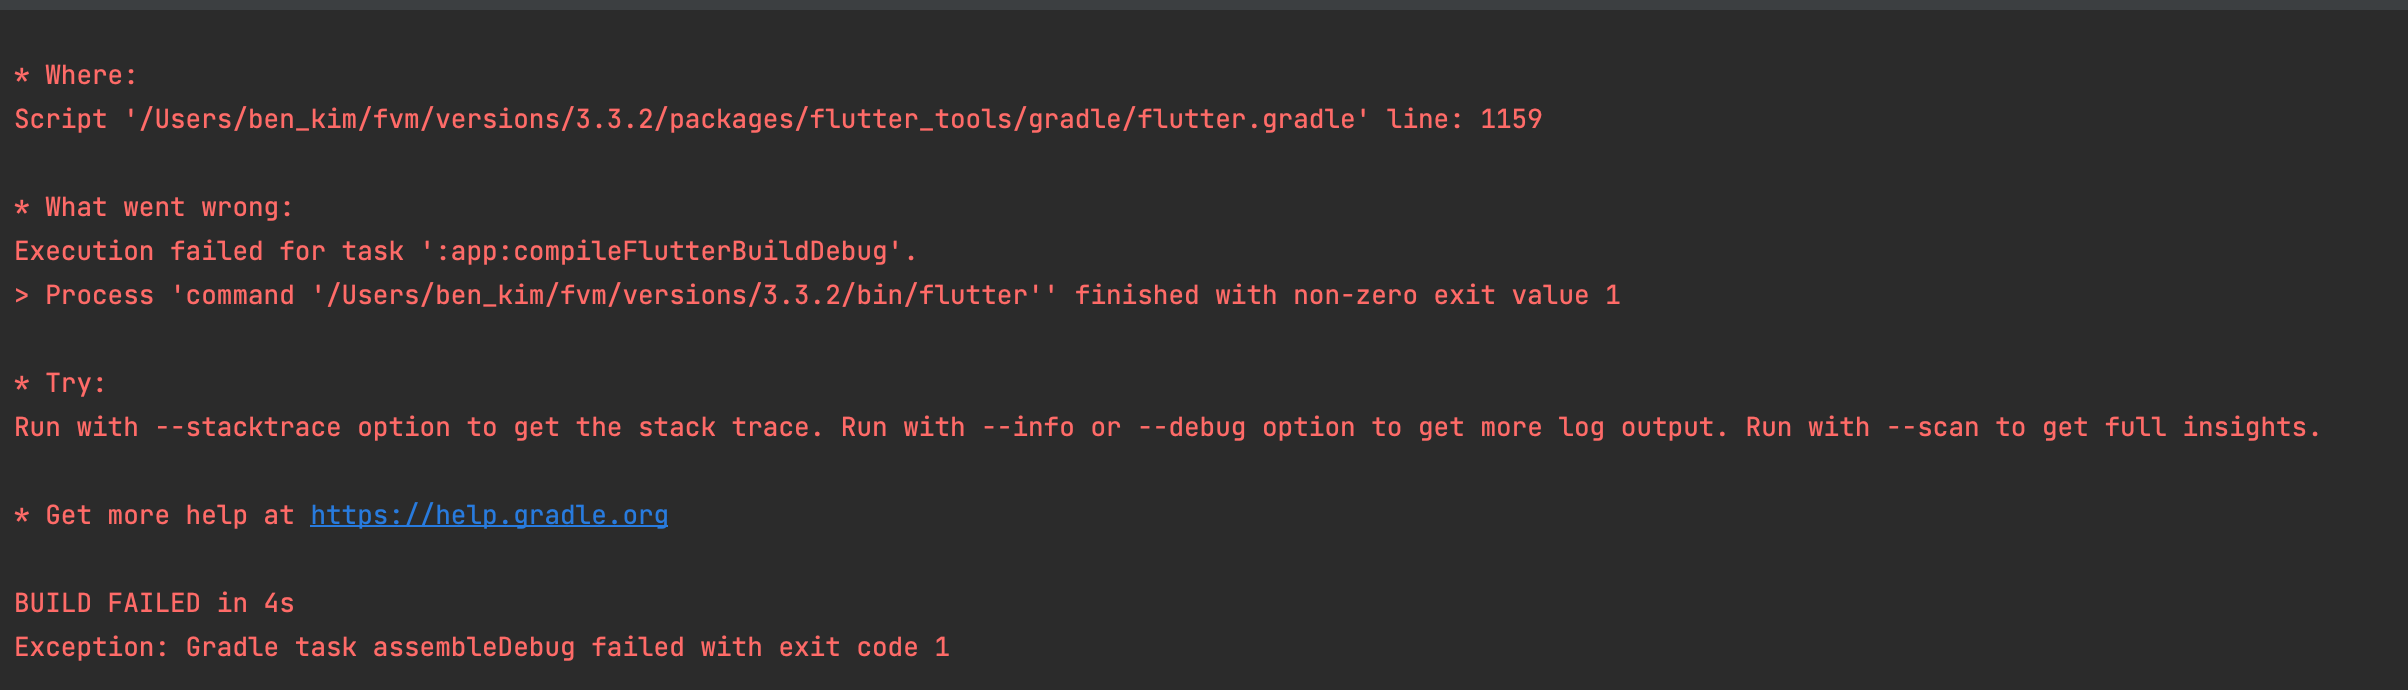 * Where:
Script '/Users/ben_kim/fvm/versions/3.3.2/packages/flutter_tools/gradle/flutter.gradle' line: 1159
* What went wrong:
Execution failed for task ':app:compileFlutterBuildDebug'.
> Process 'command '/Users/ben_kim/fvm/versions/3.3.2/bin/flutter'' finished with non-zero exit value 1
* Try:
Run with --stacktrace option to get the stack trace. Run with --info or --debug option to get more log output. Run with --scan to get full insights.
* Get more help at https://help.gradle.org
BUILD FAILED in 4s
Exception: Gradle task assembleDebug failed with exit code 1